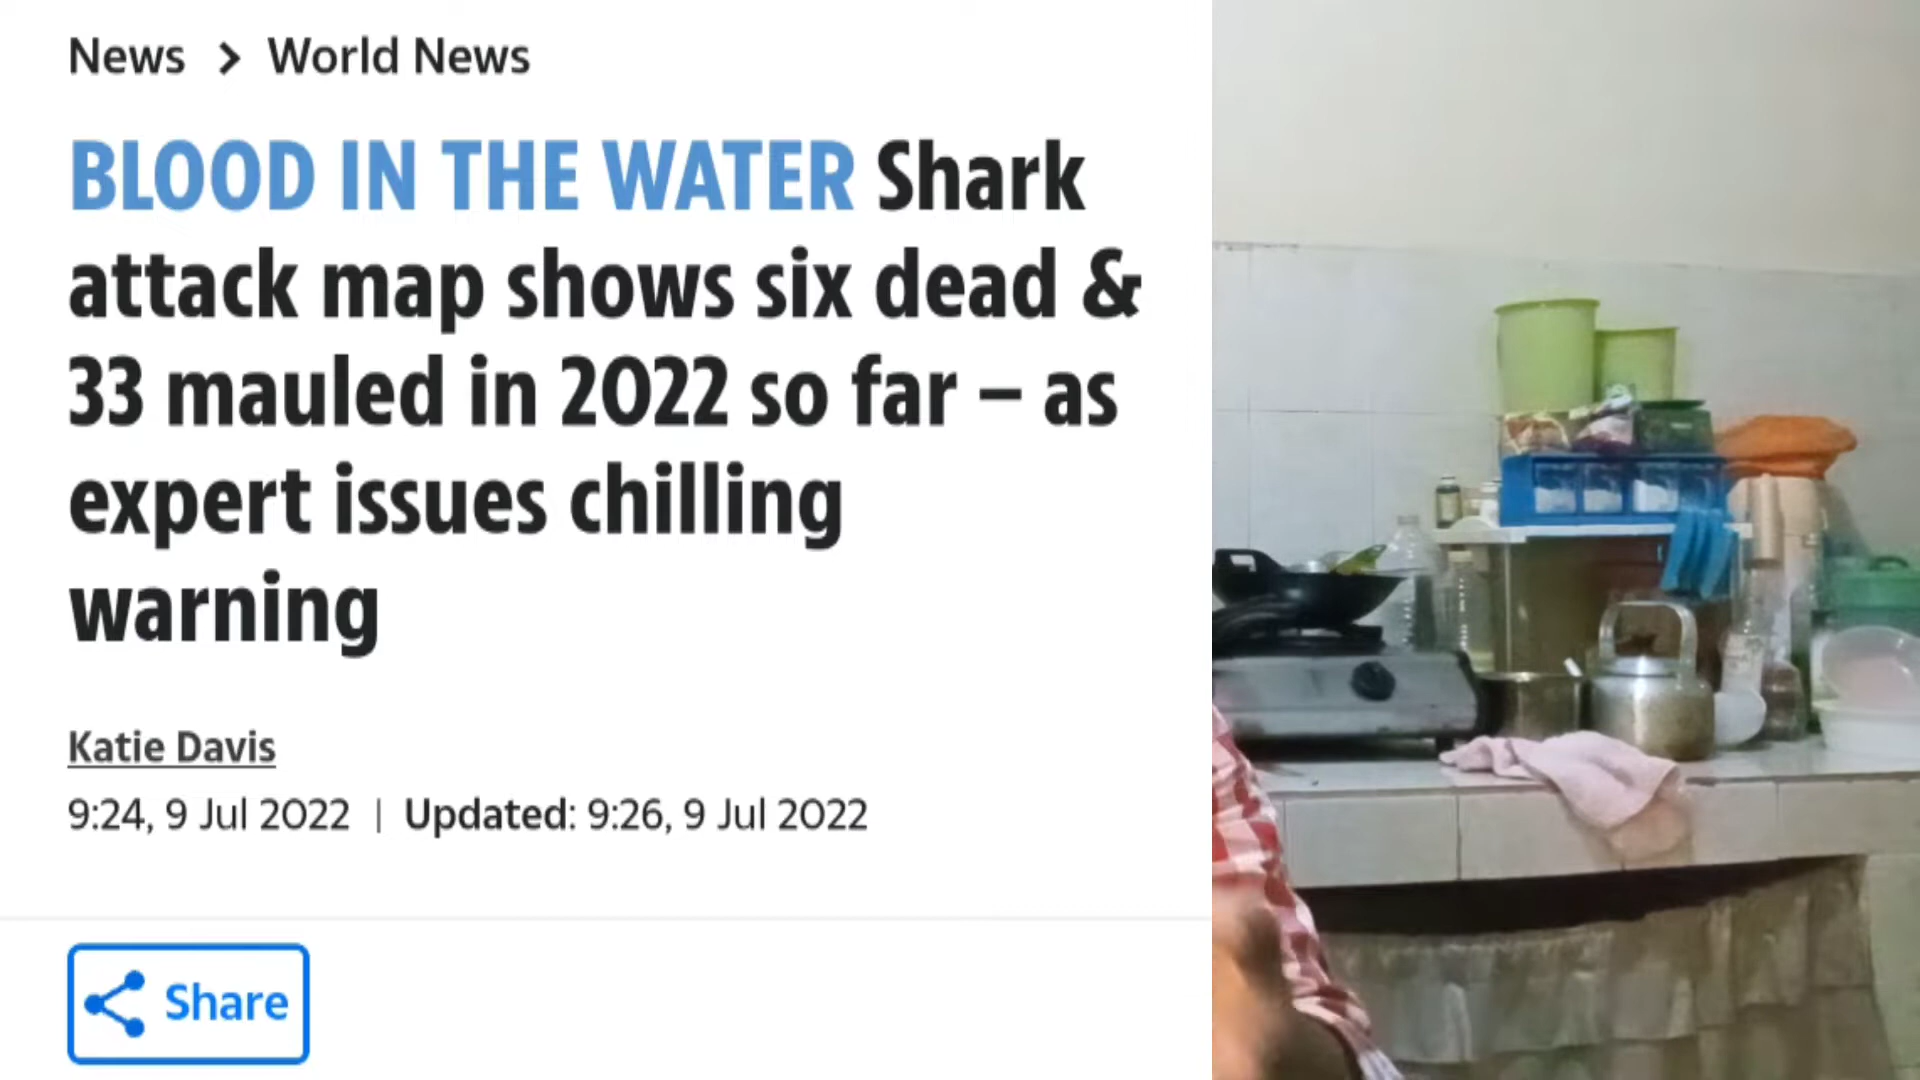 News > World News
BLOOD IN THE WATER Shark
attack map shows six dead &
33 mauled in 2022 so far – as
expert issues chilling
warning
Katie Davis
9:24, 9 Jul 2022 | Updated: 9:26, 9 Jul 2022
Share